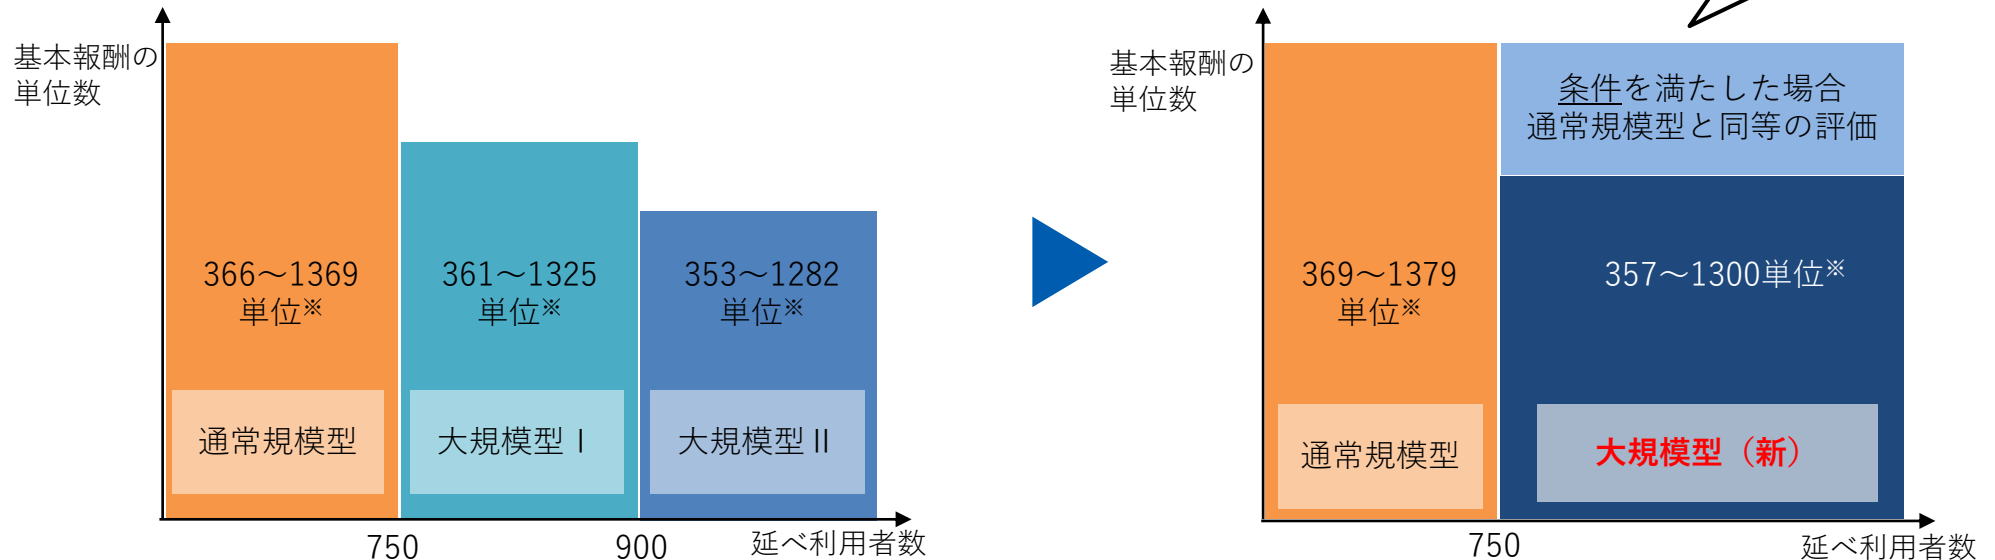 基本報酬の
単位数
366～1369
単位※
361～1325
単位※
353～1282
単位※
通常規模型
大規模型Ⅰ
大規模型Ⅱ
750
900
延べ利用者数
基本報酬の
単位数
条件を満たした場合
通常規模型と同等の評価
369～1379
単位※
357～1300単位※
通常規模型
大規模型（新）
750
延べ利用者数